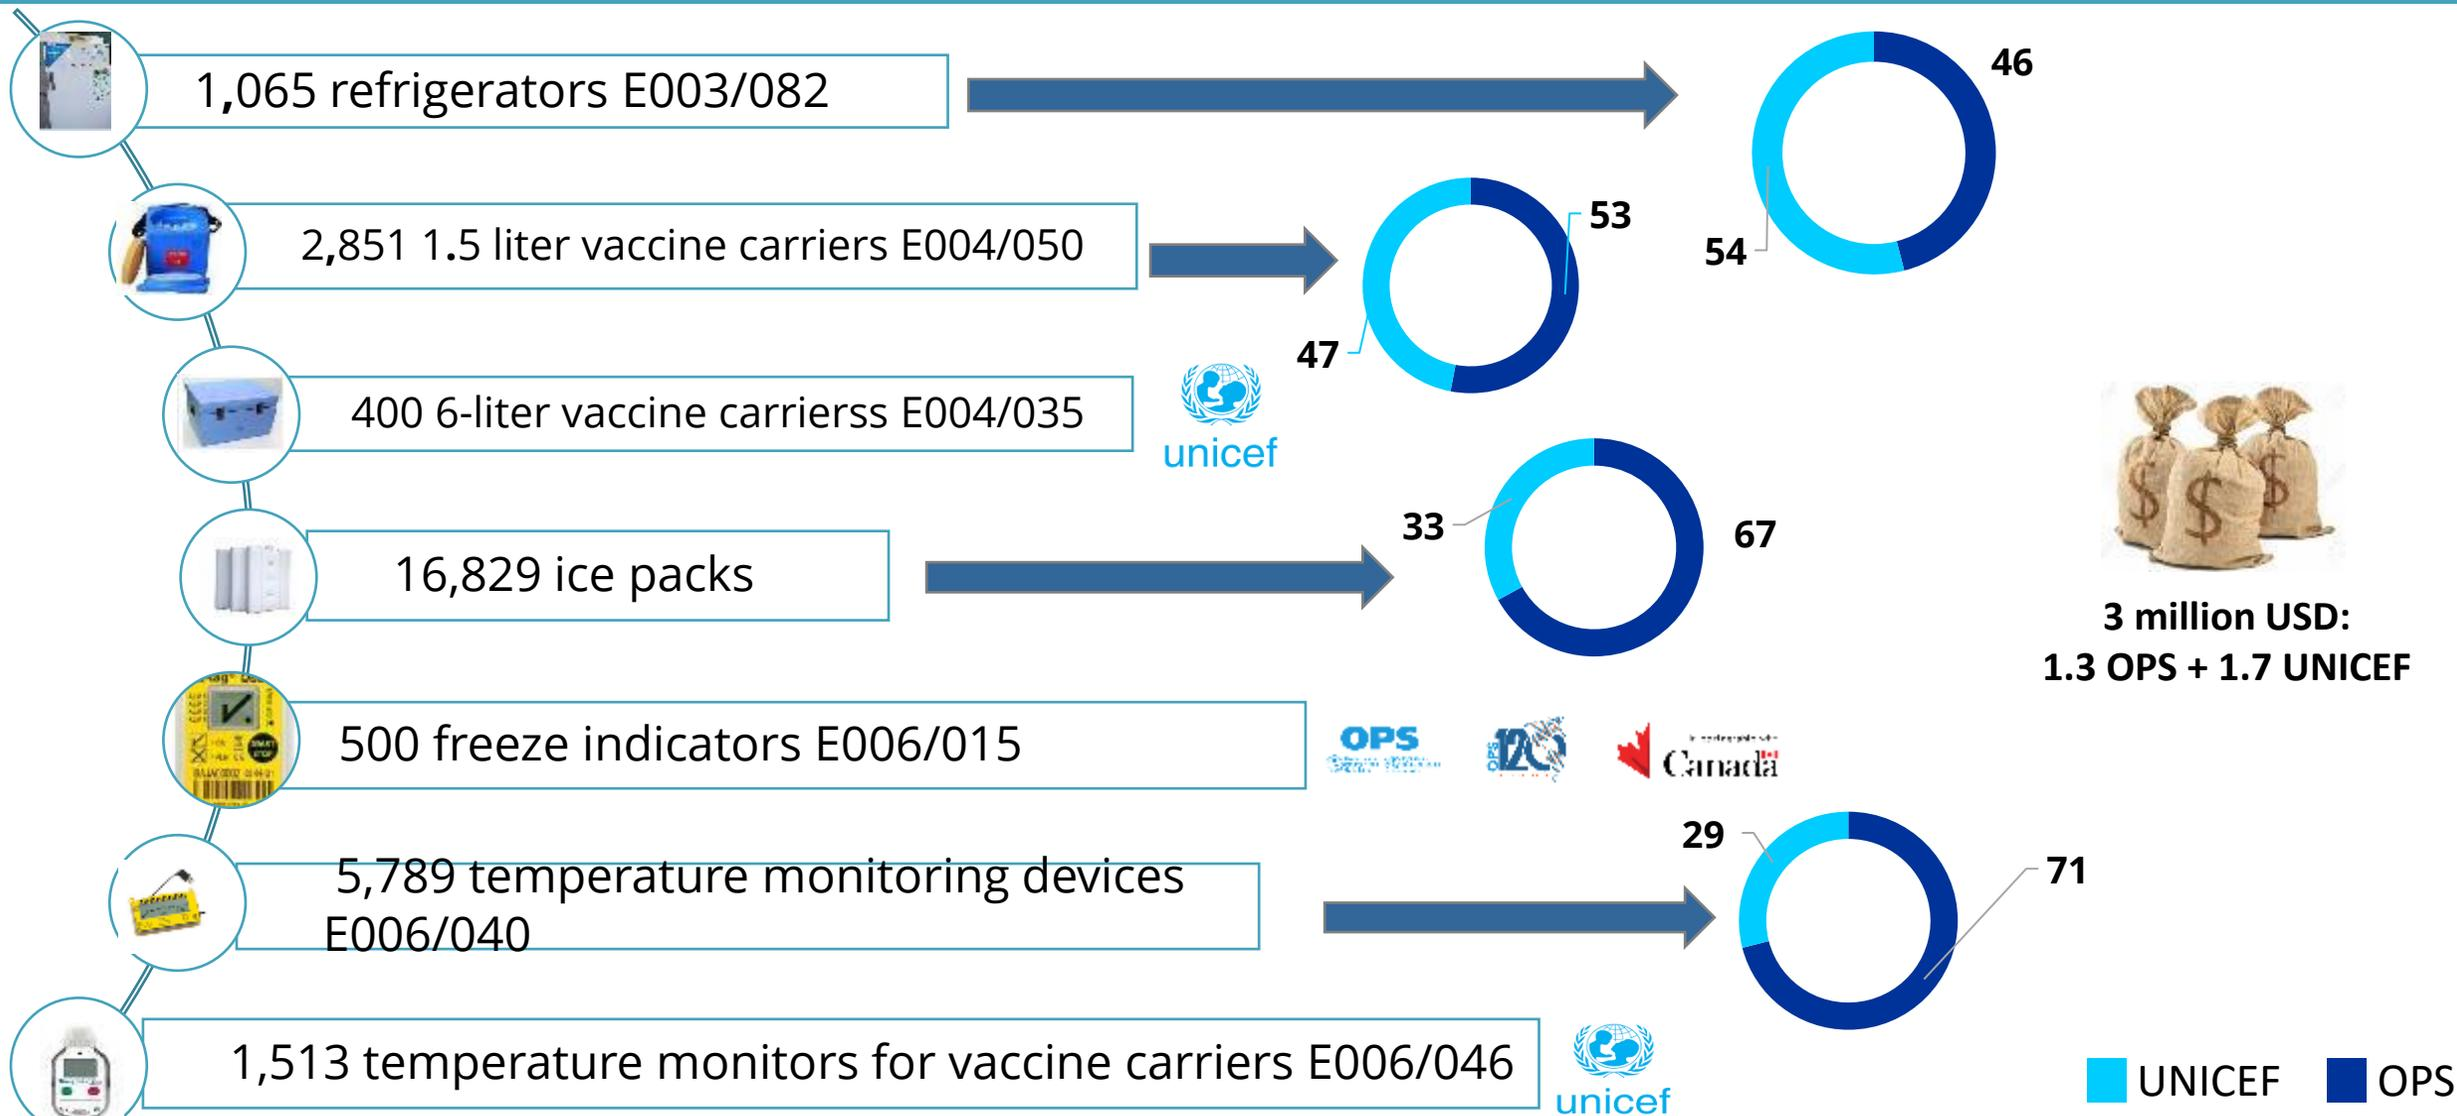 1,065 refrigerators E003/082
46
54
2,851 1.5 liter vaccine carriers E004/050
53
47
400 6-liter vaccine carrierss E004/035
unicef
16,829 ice packs
33
67
3 million USD:
1.3 OPS + 1.7 UNICEF
500 freeze indicators E006/015
OPS
OPS 120
Canada
5,789 temperature monitoring devices
E006/040
29
71
1,513 temperature monitors for vaccine carriers E006/046
unicef
UNICEF
OPS